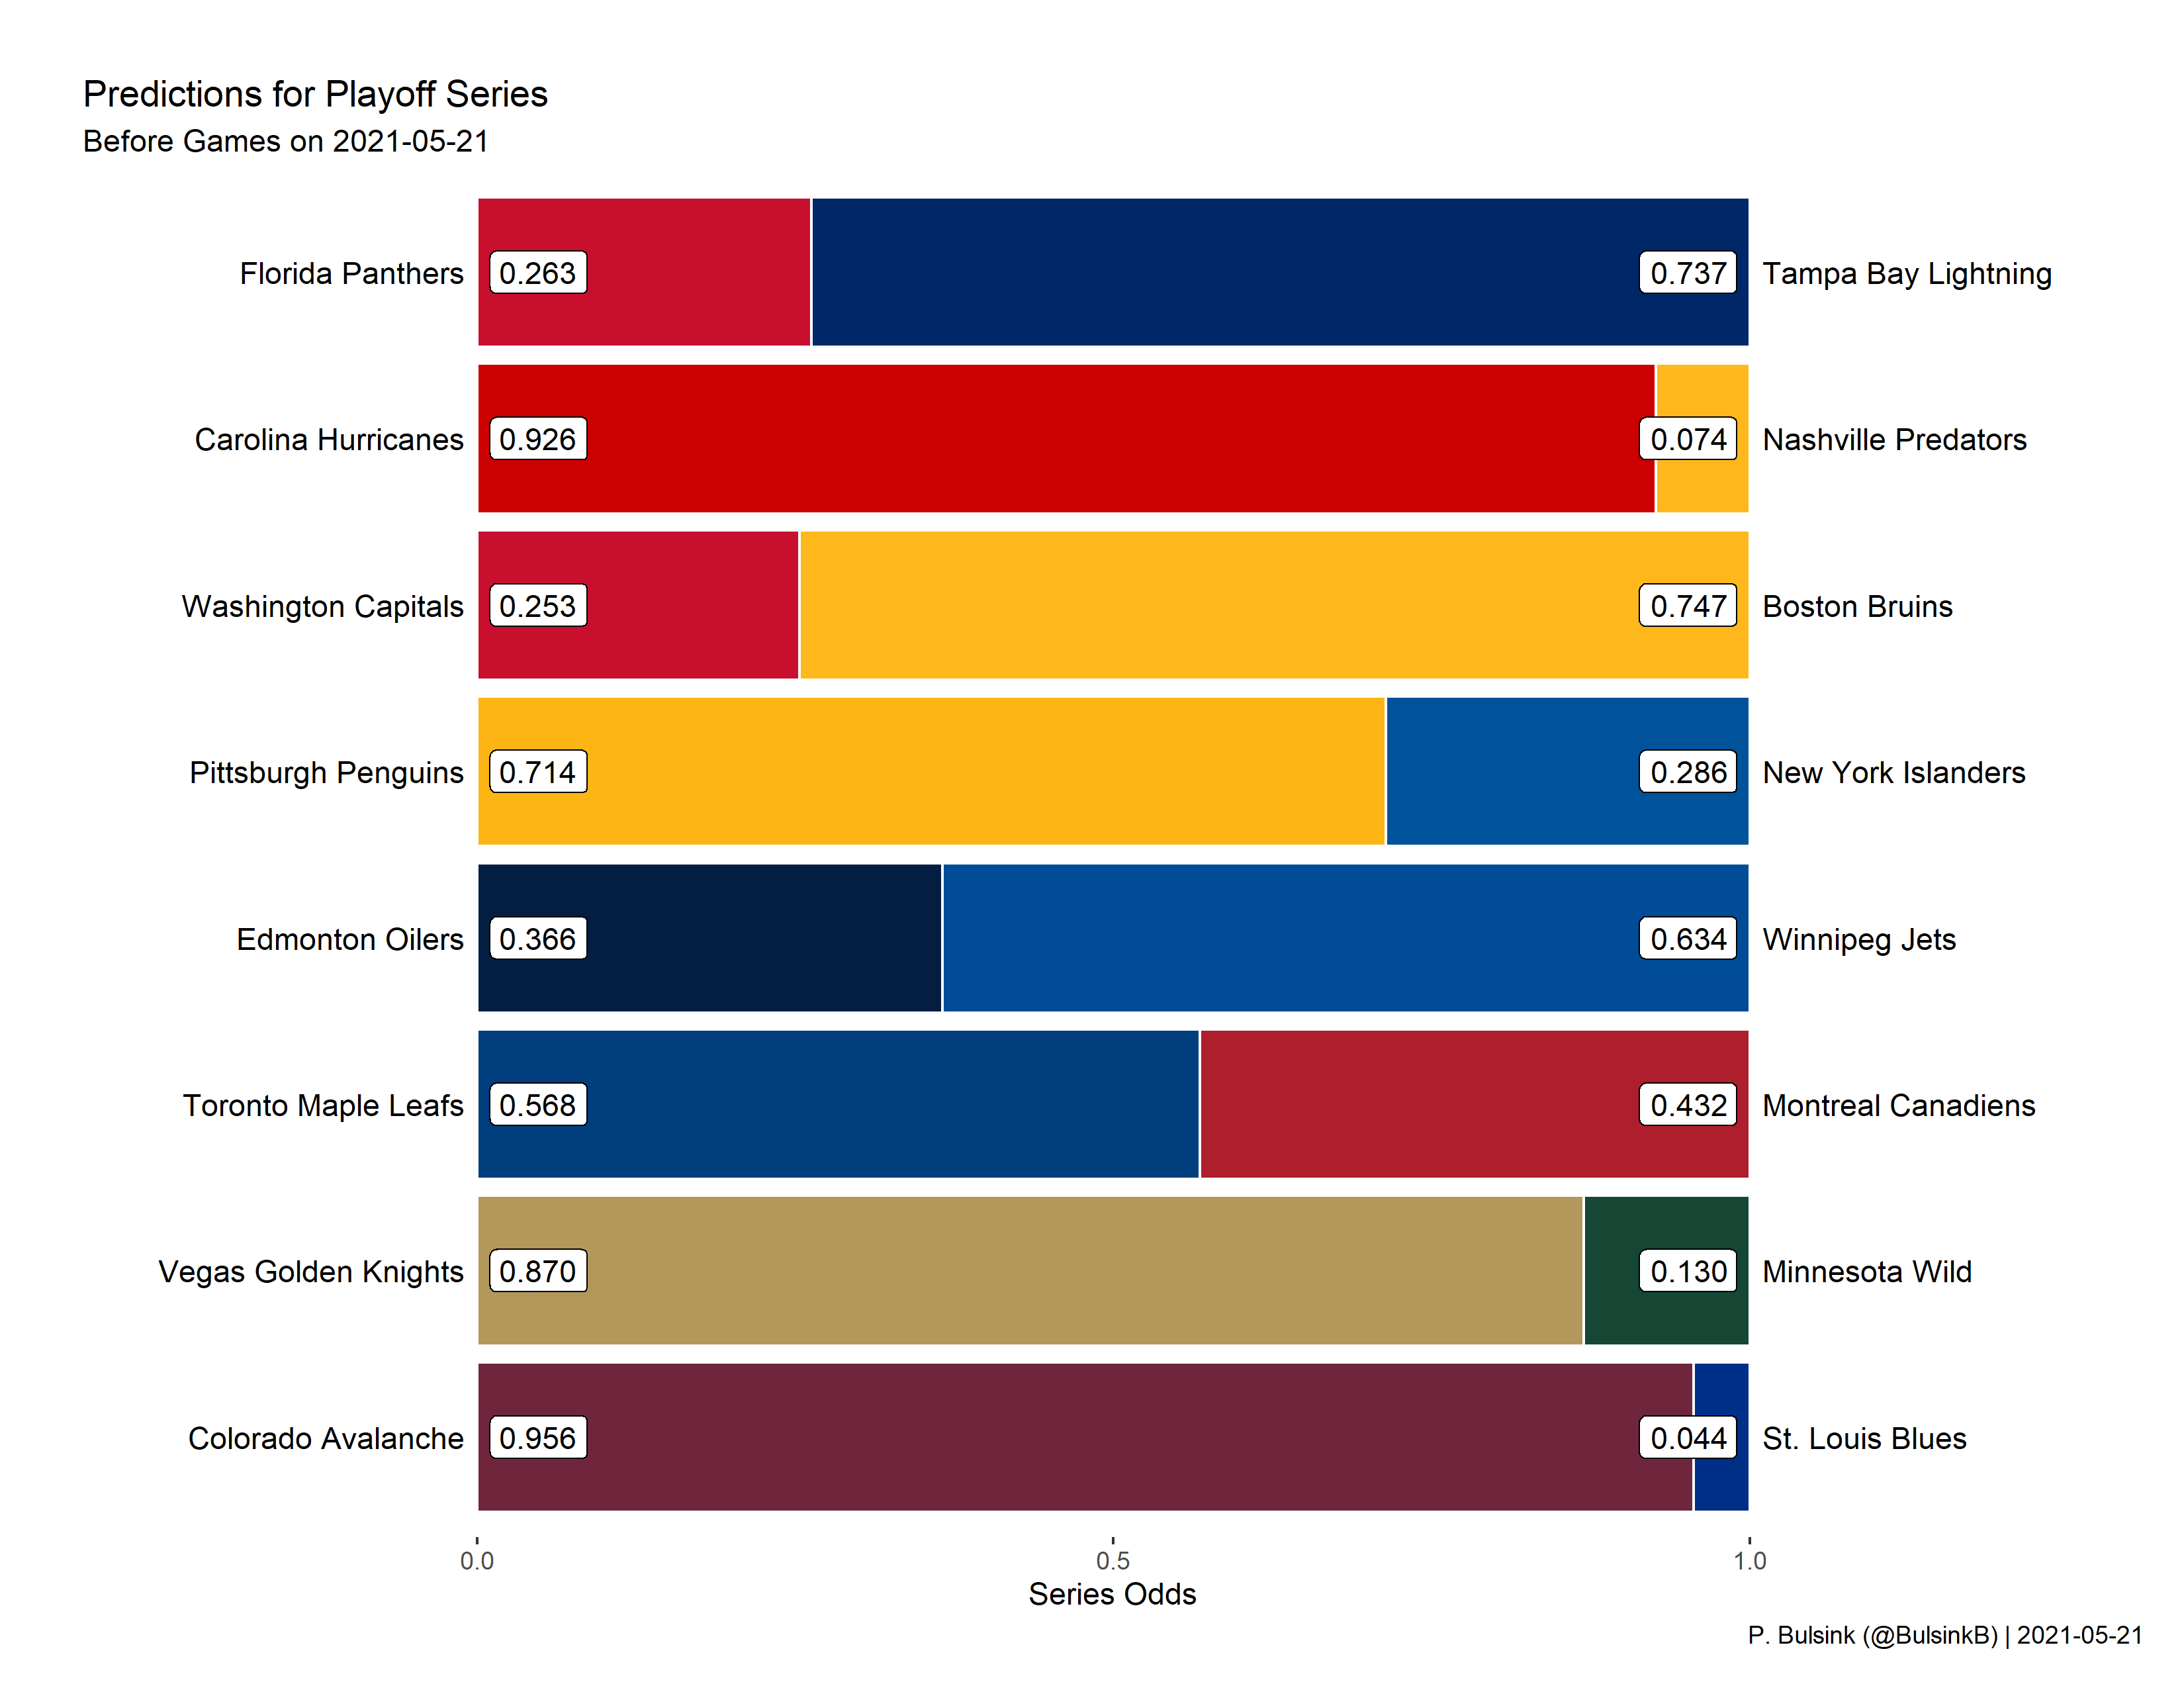 Predictions for Playoff Series
Before Games on 2021-05-21
Florida Panthers 0.263 0.737 Tampa Bay Lightning
Carolina Hurricanes 0.926 0.074 Nashville Predators
Washington Capitals 0.253 0.747 Boston Bruins
Pittsburgh Penguins 0.714 0.286 New York Islanders
Edmonton Oilers 0.366 0.634 Winnipeg Jets
Toronto Maple Leafs 0.568 0.432 Montreal Canadiens
Vegas Golden Knights 0.870 0.130 Minnesota Wild
Colorado Avalanche 0.956 0.044 St. Louis Blues
0.0 0.5 1.0
Series Odds
P. Bulsink (@BulsinkB) | 2021-05-21